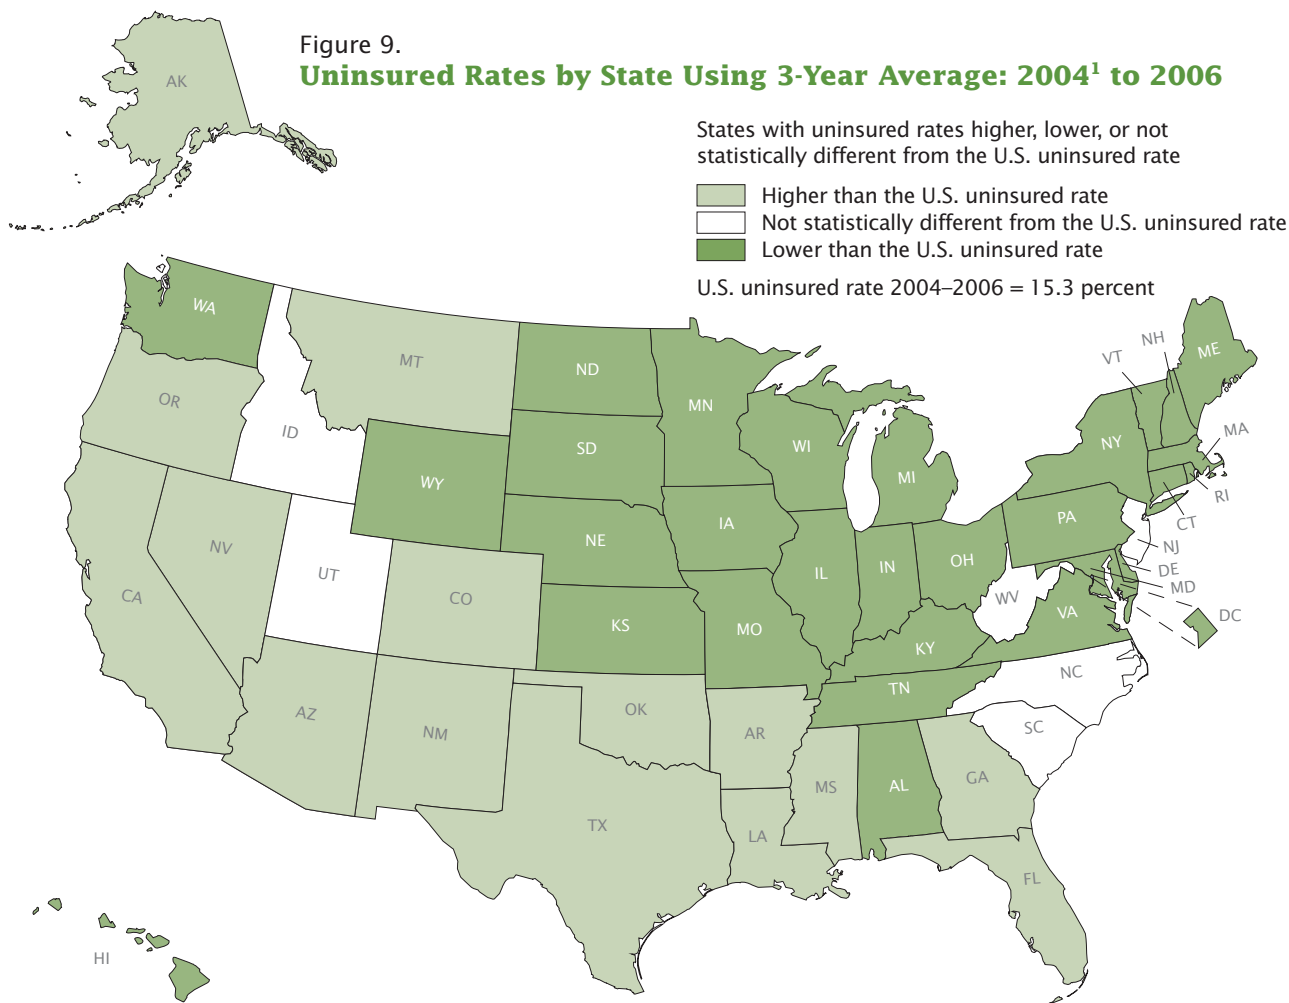 Figure 9.
Uninsured Rates by State Using 3-Year Average: 2004¹ to 2006
States with uninsured rates higher, lower, or not
statistically different from the U.S. uninsured rate
Higher than the U.S. uninsured rate
Not statistically different from the U.S. uninsured rate
Lower than the U.S. uninsured rate
U.S. uninsured rate 2004–2006 = 15.3 percent
AK
WA
OR
ID
MT
ND
MN
SD
WY
NE
IA
WI
MI
NY
VT
NH
ME
MA
RI
CT
NJ
DE
MD
DC
PA
OH
IN
IL
WV
VA
KY
MO
KS
CO
UT
NV
CA
AZ
NM
OK
AR
TN
NC
SC
GA
AL
MS
LA
TX
FL
HI